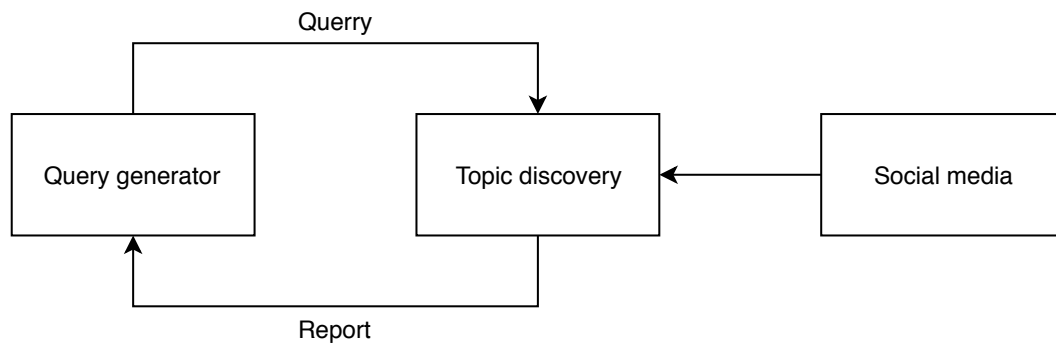 Querry
Query generator
Topic discovery
Social media
Report